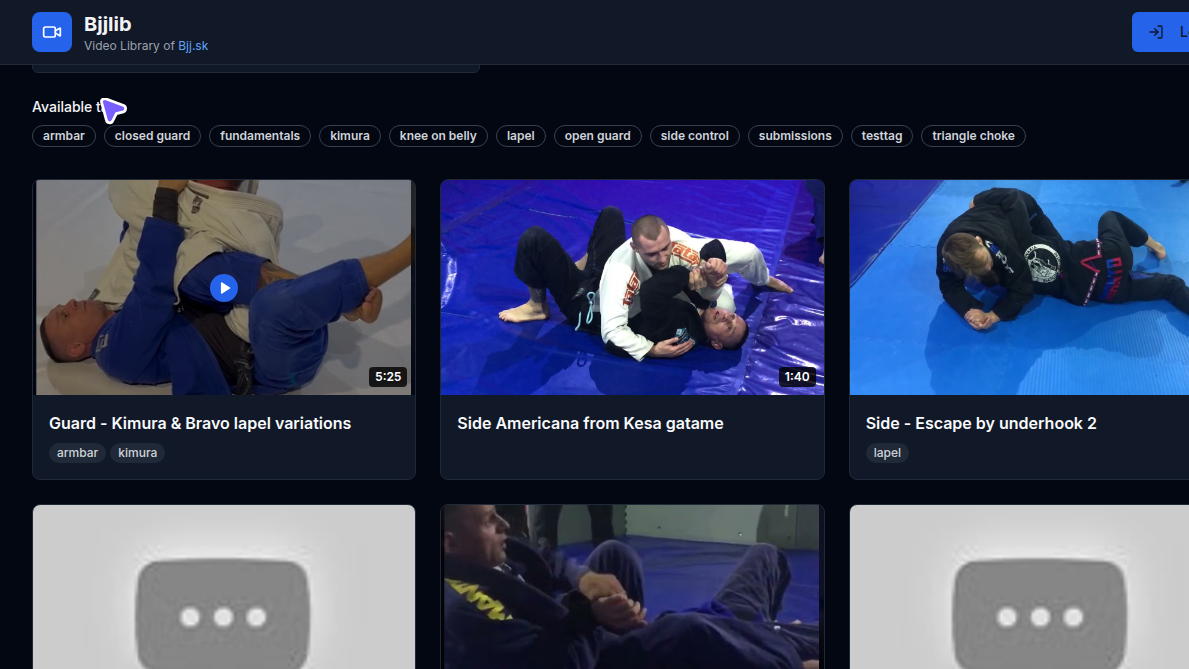 Bjjlib
Video Library of Bjj.sk
Available
armbar closed guard fundamentals kimura knee on belly lapel open guard side control submissions testtag triangle choke
5:25
1:40
Guard - Kimura & Bravo lapel variations
armbar kimura
Side Americana from Kesa gatame
Side - Escape by underhook 2
lapel